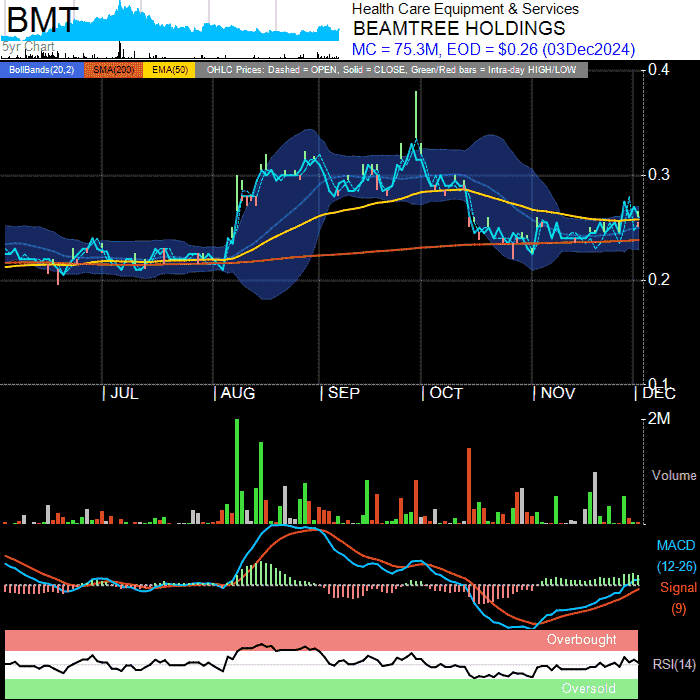 BMT
5yr Chart
Health Care Equipment & Services
BEAMTREE HOLDINGS
MC = 75.3M, EOD = $0.26 (03Dec2024)
BollBands(20,2) SMA(200) EMA(50) OHLC Prices: Dashed = OPEN, Solid = CLOSE, Green/Red bars = Intra-day HIGH/LOW
0.4
0.3
0.2
0.1
| JUL | AUG | SEP | OCT | NOV | DEC
2M
Volume
MACD
(12-26)
Signal
(9)
Overbought
RSI(14)
Oversold